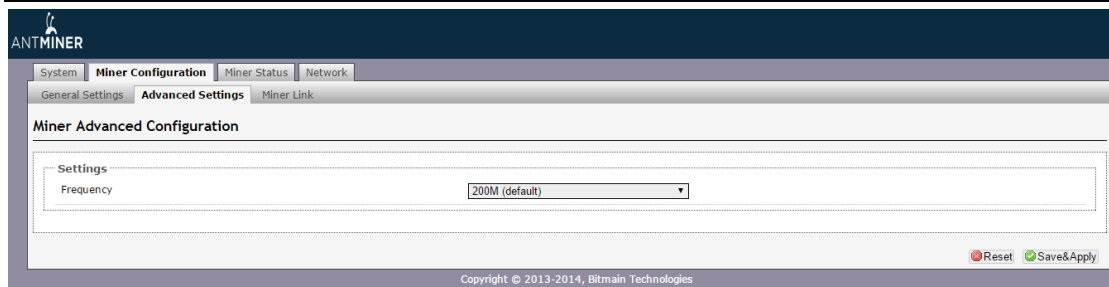 ANTMINER
System Miner Configuration Miner Status Network
General Settings Advanced Settings Miner Link
Miner Advanced Configuration
Settings
Frequency 200M (default)
Reset Save&Apply
Copyright © 2013-2014, Bitmain Technologies